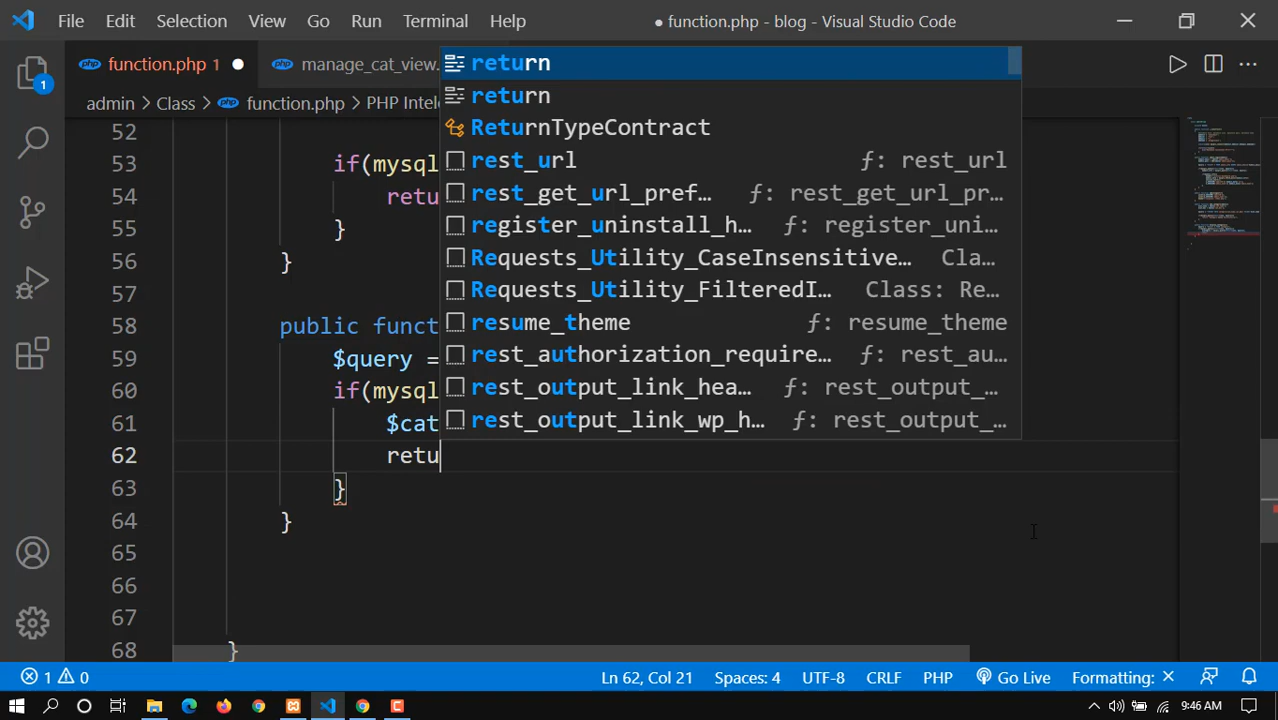 File Edit Selection View Go Run Terminal Help
● function.php - blog - Visual Studio Code
php function.php 1 ●
php manage_cat_view.
admin > Class > php function.php > PHP Intel
1
return
return
ReturnTypeContract
rest_url f: rest_url
rest_get_url_pref... f: rest_get_url_pr...
register_uninstall_h... f: register_uni...
Requests_Utility_CaseInsensitive... Cla...
Requests_Utility_FilteredI... Class: Re...
resume_theme f: resume_theme
rest_authorization_require... f: rest_au...
rest_output_link_hea... f: rest_output_...
rest_output_link_wp_h... f: rest_output_...
52
53 if(mysql
54 retu
55 }
56 }
57
58 public funct
59 $query =
60 if(mysql
61 $cat
62 retu
63 }
64 }
65
66
67
68 }
1 0 Ln 62, Col 21 Spaces: 4 UTF-8 CRLF PHP Go Live Formatting: ×
9:46 AM